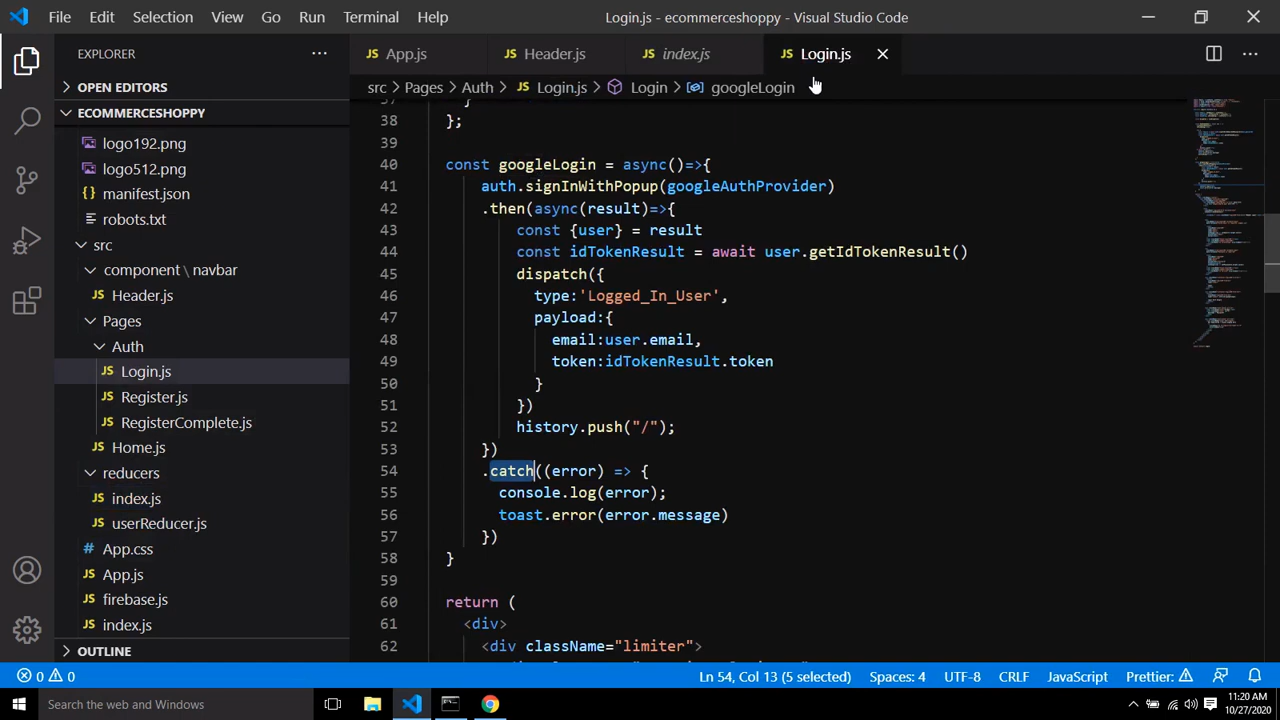 File Edit Selection View Go Run Terminal Help Login.js - ecommerceshoppy - Visual Studio Code
EXPLORER
App.js Header.js index.js Login.js
OPEN EDITORS
src Pages Auth Login.js Login googleLogin
ECOMMERCESHOPPY
logo192.png
logo512.png
manifest.json
robots.txt
src
component \ navbar
Header.js
Pages
Auth
Login.js
Register.js
RegisterComplete.js
Home.js
reducers
index.js
userReducer.js
App.css
App.js
firebase.js
index.js
OUTLINE
37 }
38 };
39
40 const googleLogin = async()=>{
41 auth.signInWithPopup(googleAuthProvider)
42 .then(async(result)=>{
43 const {user} = result
44 const idTokenResult = await user.getIdTokenResult()
45 dispatch({
46 type:'Logged_In_User',
47 payload:{
48 email:user.email,
49 token:idTokenResult.token
50 }
51 })
52 history.push("/");
53 })
54 .catch((error) => {
55 console.log(error);
56 toast.error(error.message)
57 })
58 }
59
60 return (
61 <div>
62 <div className="limiter">
0 0 Ln 54, Col 13 (5 selected) Spaces: 4 UTF-8 CRLF JavaScript Prettier:
Search the web and Windows
11:20 AM
10/27/2020